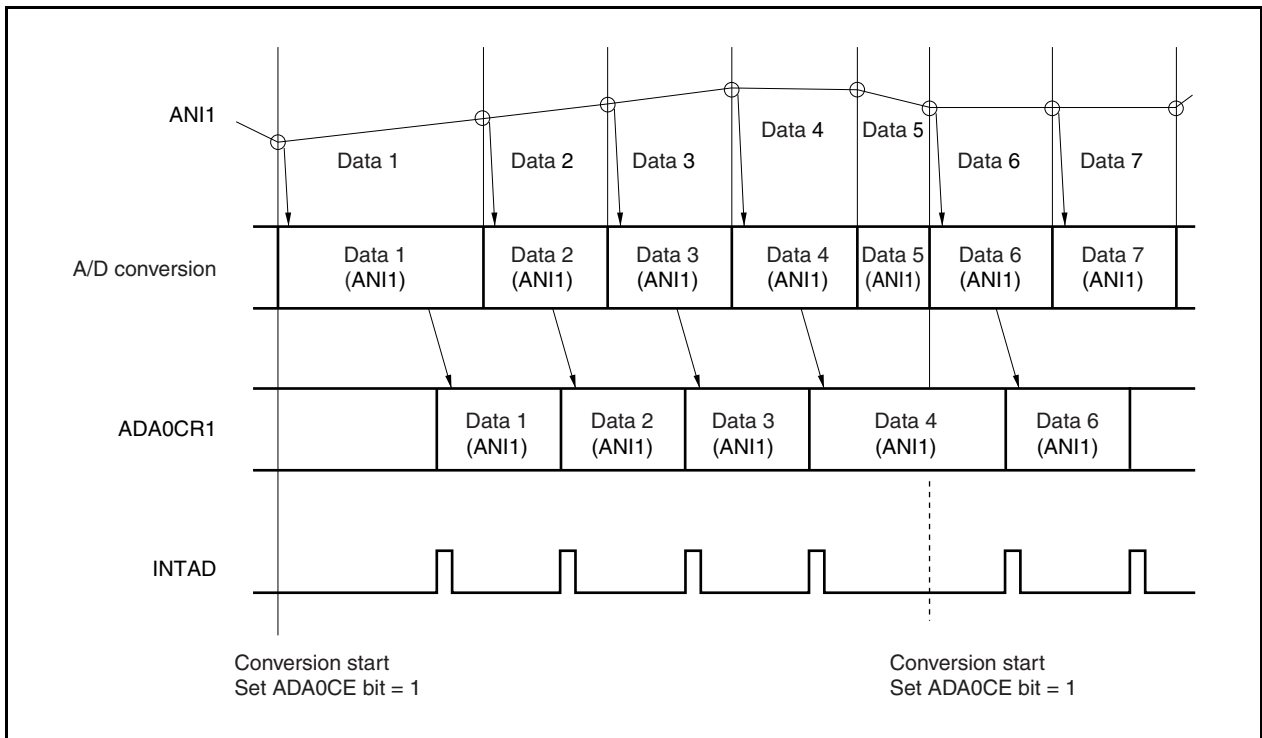 ANI1
Data 1
Data 2
Data 3
Data 4
Data 5
Data 6
Data 7
A/D conversion
Data 1
(ANI1)
Data 2
(ANI1)
Data 3
(ANI1)
Data 4
(ANI1)
Data 5
(ANI1)
Data 6
(ANI1)
Data 7
(ANI1)
ADA0CR1
Data 1
(ANI1)
Data 2
(ANI1)
Data 3
(ANI1)
Data 4
(ANI1)
Data 6
(ANI1)
INTAD
Conversion start
Set ADA0CE bit = 1
Conversion start
Set ADA0CE bit = 1